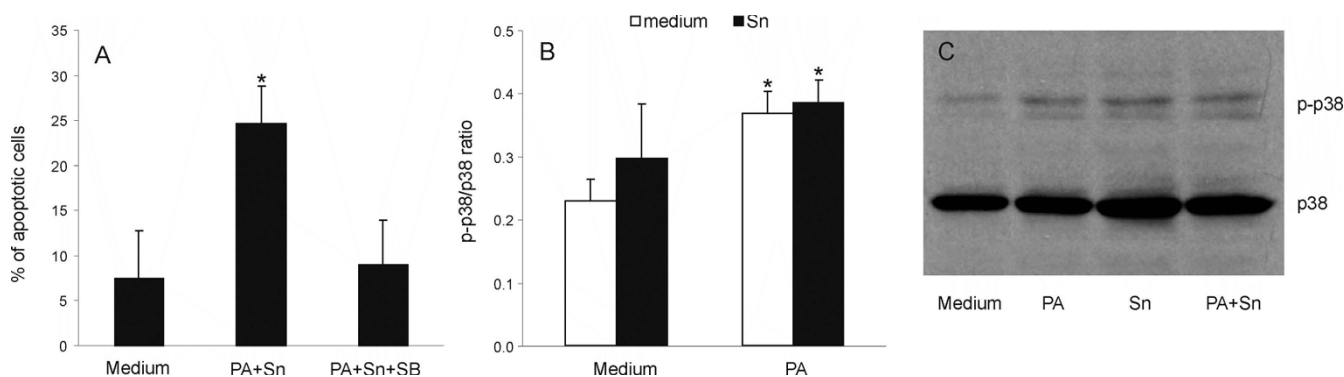 A
% of apoptotic cells
35
30
25
20
15
10
5
0
*
Medium PA+Sn PA+Sn+SB
medium Sn
B
p-p38/p38 ratio
0.5
0.4
0.3
0.2
0.1
0.0
* *
Medium PA
C
p-p38
p38
Medium PA Sn PA+Sn